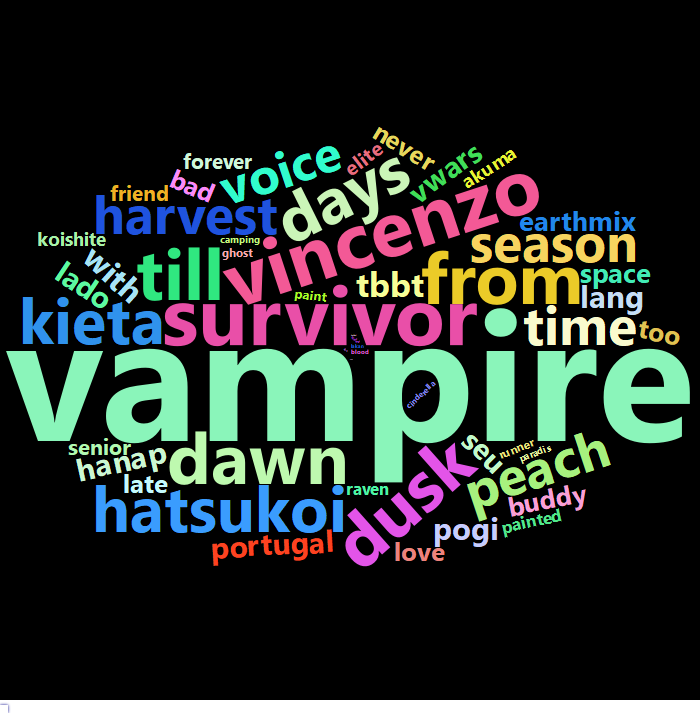 never
elite
voice
forever
vwars
akuma
bad
days
friend
harvest
vincenzo
earthmix
koishite
camping
season
ghost
with
till
from
space
lado
tbbt
lang
paint
kieta
survivor
time
too
blood
vampire
cinderella
senior
hanap
dawn
seu
runner
paradis
peach
late
raven
dusk
buddy
hatsukoi
pogi
painted
portugal
love